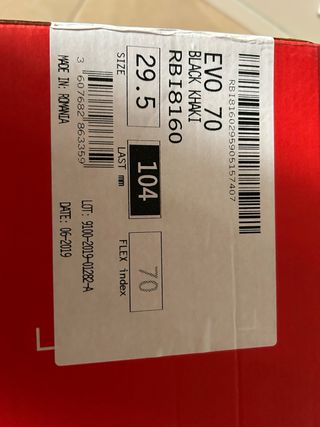 EVO 70
BLACK KHAKI
RBI8160
RBI8160295905157407
SIZE
29.5
LAST mm
104
FLEX index
70
3 607682 863359
MADE IN: ROMANIA
LOT: 9100-2019-01282-A
DATE: 06-2019